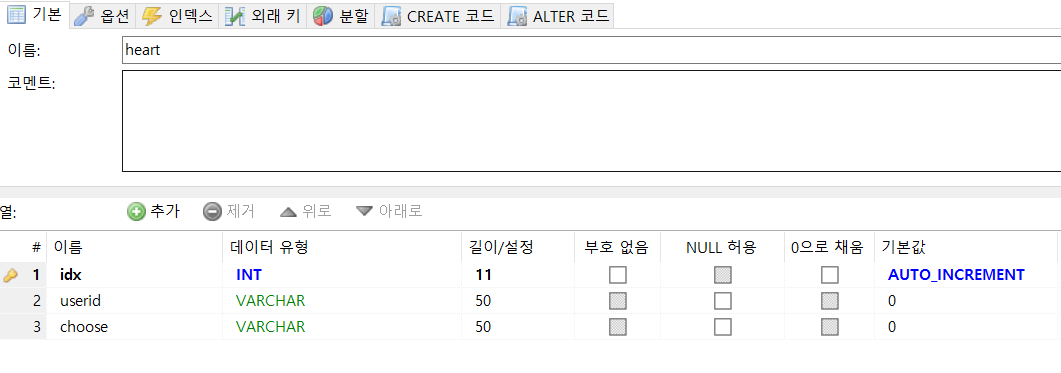 기본 옵션 인덱스 외래 키 분할 CREATE 코드 ALTER 코드
이름: heart
코멘트:
열: 추가 제거 위로 아래로
# 이름 데이터 유형 길이/설정 부호 없음 NULL 허용 0으로 채움 기본값
1 idx INT 11 AUTO_INCREMENT
2 userid VARCHAR 50 0
3 choose VARCHAR 50 0